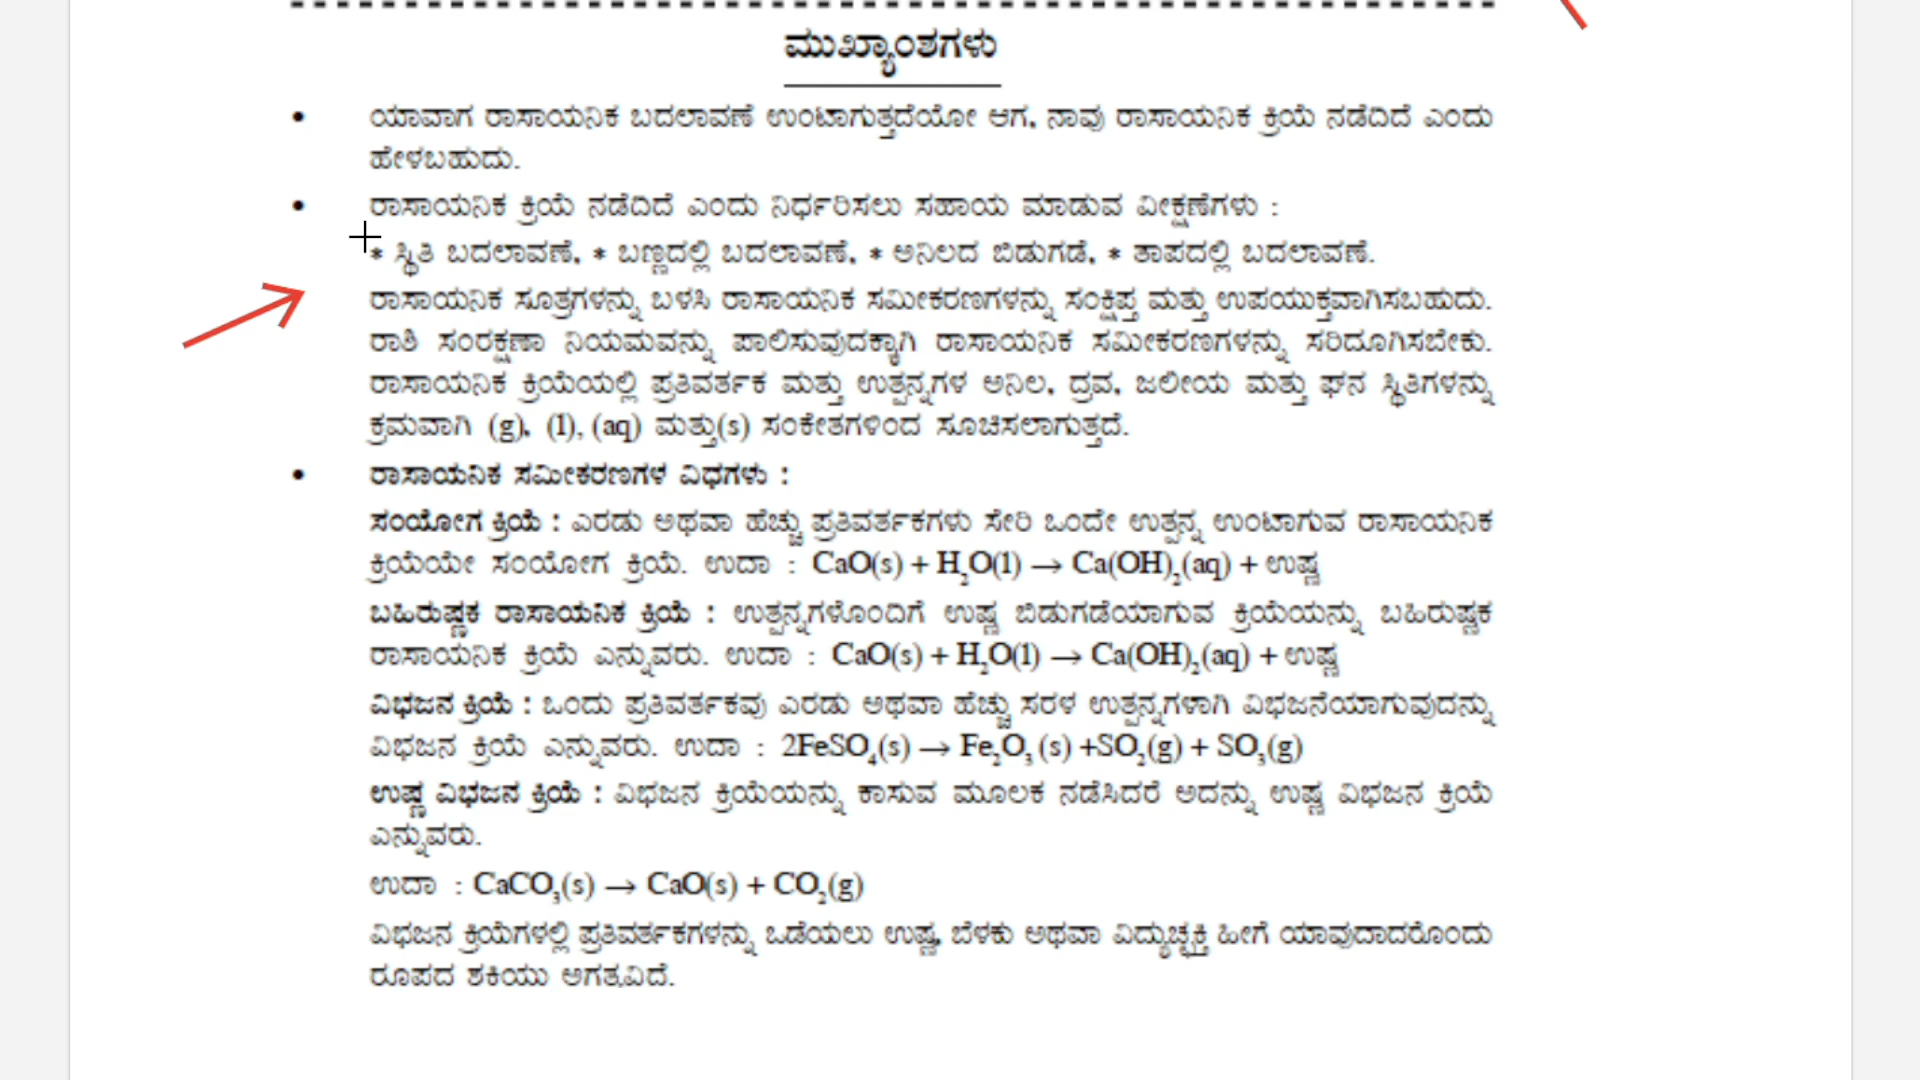 ಮುಖ್ಯಾಂಶಗಳು
• ಯಾವಾಗ ರಾಸಾಯನಿಕ ಬದಲಾವಣೆ ಉಂಟಾಗುತ್ತದೆಯೋ ಆಗ, ನಾವು ರಾಸಾಯನಿಕ ಕ್ರಿಯೆ ನಡೆದಿದೆ ಎಂದು
ಹೇಳಬಹುದು.
• ರಾಸಾಯನಿಕ ಕ್ರಿಯೆ ನಡೆದಿದೆ ಎಂದು ನಿರ್ಧರಿಸಲು ಸಹಾಯ ಮಾಡುವ ವೀಕ್ಷಣೆಗಳು :
* ಸ್ಥಿತಿ ಬದಲಾವಣೆ, * ಬಣ್ಣದಲ್ಲಿ ಬದಲಾವಣೆ, * ಅನಿಲದ ಬಿಡುಗಡೆ, * ತಾಪದಲ್ಲಿ ಬದಲಾವಣೆ.
ರಾಸಾಯನಿಕ ಸೂತ್ರಗಳನ್ನು ಬಳಸಿ ರಾಸಾಯನಿಕ ಸಮೀಕರಣಗಳನ್ನು ಸಂಕ್ಷಿಪ್ತ ಮತ್ತು ಉಪಯುಕ್ತವಾಗಿಸಬಹುದು.
ರಾಶಿ ಸಂರಕ್ಷಣಾ ನಿಯಮವನ್ನು ಪಾಲಿಸುವುದಕ್ಕಾಗಿ ರಾಸಾಯನಿಕ ಸಮೀಕರಣಗಳನ್ನು ಸರಿದೂಗಿಸಬೇಕು.
ರಾಸಾಯನಿಕ ಕ್ರಿಯೆಯಲ್ಲಿ ಪ್ರತಿವರ್ತಕ ಮತ್ತು ಉತ್ಪನ್ನಗಳ ಅನಿಲ, ದ್ರವ, ಜಲೀಯ ಮತ್ತು ಘನ ಸ್ಥಿತಿಗಳನ್ನು
ಕ್ರಮವಾಗಿ (g), (l), (aq) ಮತ್ತು(s) ಸಂಕೇತಗಳಿಂದ ಸೂಚಿಸಲಾಗುತ್ತದೆ.
• ರಾಸಾಯನಿಕ ಸಮೀಕರಣಗಳ ವಿಧಗಳು :
ಸಂಯೋಗ ಕ್ರಿಯೆ : ಎರಡು ಅಥವಾ ಹೆಚ್ಚು ಪ್ರತಿವರ್ತಕಗಳು ಸೇರಿ ಒಂದೇ ಉತ್ಪನ್ನ ಉಂಟಾಗುವ ರಾಸಾಯನಿಕ
ಕ್ರಿಯೆಯೇ ಸಂಯೋಗ ಕ್ರಿಯೆ. ಉದಾ : CaO(s) + H₂O(l) → Ca(OH)₂(aq) + ಉಷ್ಣ
ಬಹಿರುಷ್ಣಕ ರಾಸಾಯನಿಕ ಕ್ರಿಯೆ : ಉತ್ಪನ್ನಗಳೊಂದಿಗೆ ಉಷ್ಣ ಬಿಡುಗಡೆಯಾಗುವ ಕ್ರಿಯೆಯನ್ನು ಬಹಿರುಷ್ಣಕ
ರಾಸಾಯನಿಕ ಕ್ರಿಯೆ ಎನ್ನುವರು. ಉದಾ : CaO(s) + H₂O(l) → Ca(OH)₂(aq) + ಉಷ್ಣ
ವಿಭಜನ ಕ್ರಿಯೆ : ಒಂದು ಪ್ರತಿವರ್ತಕವು ಎರಡು ಅಥವಾ ಹೆಚ್ಚು ಸರಳ ಉತ್ಪನ್ನಗಳಾಗಿ ವಿಭಜನೆಯಾಗುವುದನ್ನು
ವಿಭಜನ ಕ್ರಿಯೆ ಎನ್ನುವರು. ಉದಾ : 2FeSO₄(s) → Fe₂O₃ (s) +SO₂(g) + SO₃(g)
ಉಷ್ಣ ವಿಭಜನ ಕ್ರಿಯೆ : ವಿಭಜನ ಕ್ರಿಯೆಯನ್ನು ಕಾಸುವ ಮೂಲಕ ನಡೆಸಿದರೆ ಅದನ್ನು ಉಷ್ಣ ವಿಭಜನ ಕ್ರಿಯೆ
ಎನ್ನುವರು.
ಉದಾ : CaCO₃(s) → CaO(s) + CO₂(g)
ವಿಭಜನ ಕ್ರಿಯೆಗಳಲ್ಲಿ ಪ್ರತಿವರ್ತಕಗಳನ್ನು ಒಡೆಯಲು ಉಷ್ಣ, ಬೆಳಕು ಅಥವಾ ವಿದ್ಯುಚ್ಛಕ್ತಿ ಹೀಗೆ ಯಾವುದಾದರೊಂದು
ರೂಪದ ಶಕ್ತಿಯು ಅಗತ್ಯವಿದೆ.